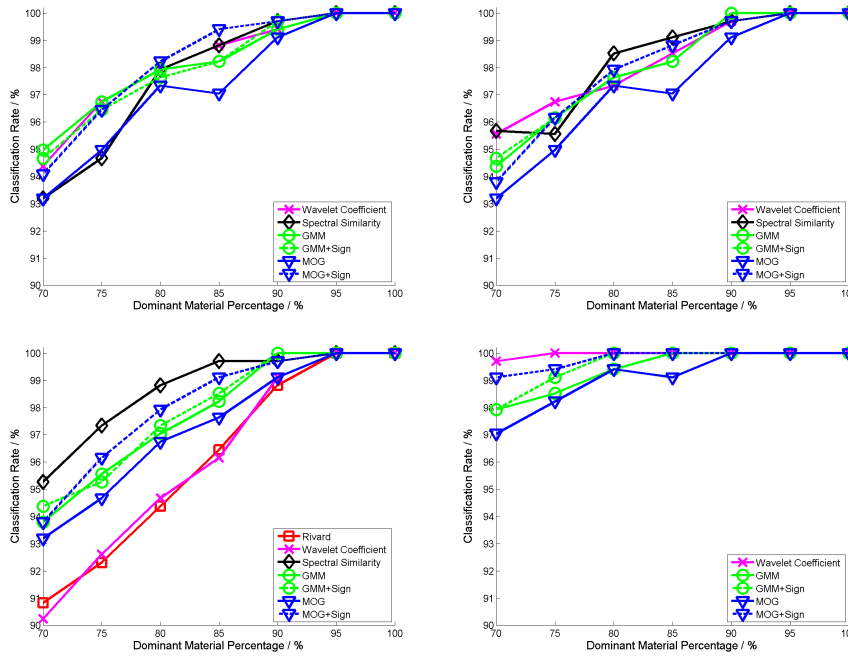 100
99
98
97
96
95
94
93
92
91
90
Classification Rate / %
70 75 80 85 90 95 100
Dominant Material Percentage / %
Wavelet Coefficient
Spectral Similarity
GMM
GMM+Sign
MOG
MOG+Sign
100
99
98
97
96
95
94
93
92
91
90
Classification Rate / %
70 75 80 85 90 95
Dominant Material Percentage / %
Wavelet Coefficient
Spectral Similarity
GMM
GMM+Sign
MOG
MOG+Sign
100
99
98
97
96
95
94
93
92
91
90
Classification Rate / %
70 75 80 85 90 95 100
Dominant Material Percentage / %
Rivard
Wavelet Coefficient
Spectral Similarity
GMM
GMM+Sign
MOG
MOG+Sign
100
99
98
97
96
95
94
93
92
91
90
Classification Rate / %
70 75 80 85 90 95
Dominant Material Percentage / %
Wavelet Coefficient
GMM
GMM+Sign
MOG
MOG+Sign